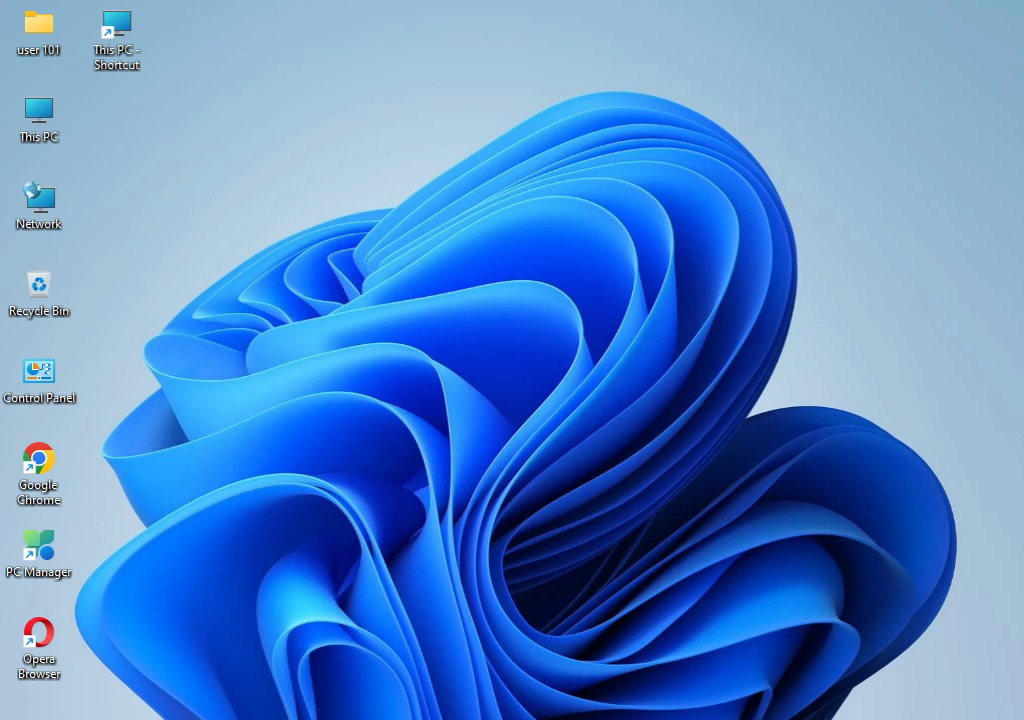 user 101
This PC -
Shortcut
This PC
Network
Recycle Bin
Control Panel
Google
Chrome
PC Manager
Opera
Browser